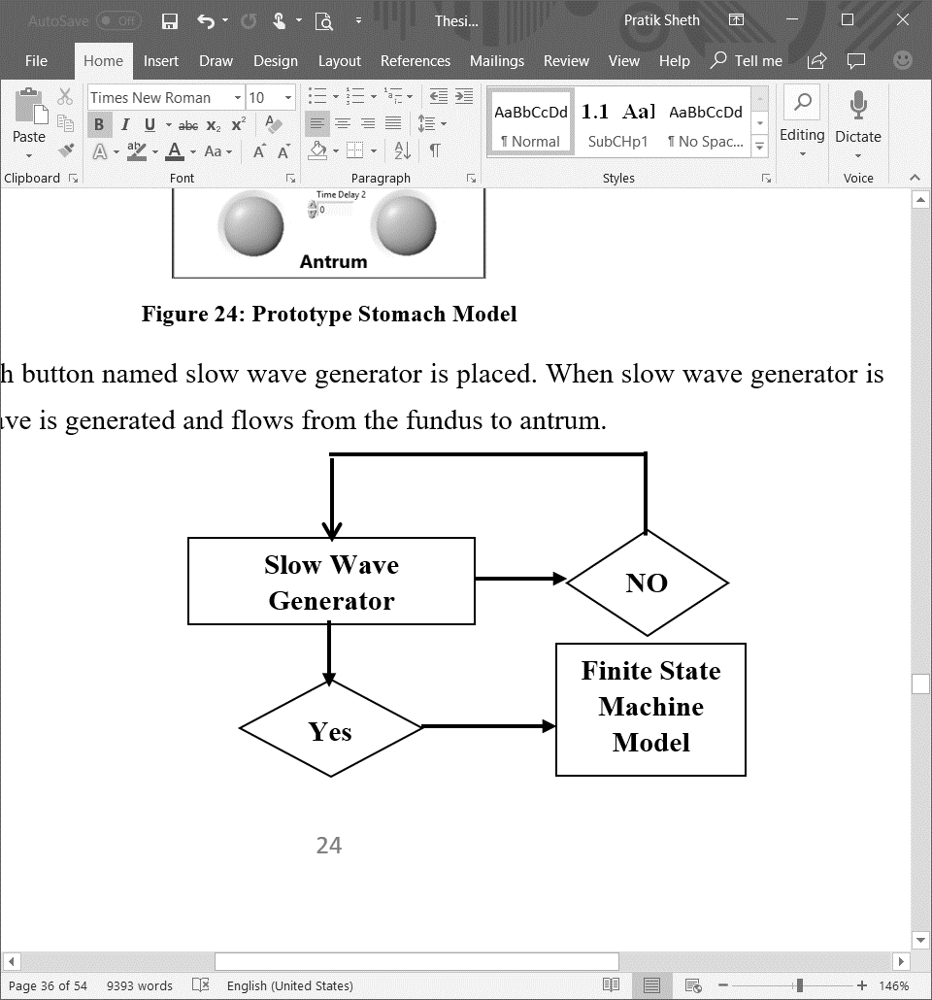 AutoSave Off Thesi... Pratik Sheth
File Home Insert Draw Design Layout References Mailings Review View Help Tell me
Times New Roman 10
AaBbCcDd 1.1 AaBbCcDd
B I U abc x₂ x²
Paste
¶ Normal SubCHp1 ¶ No Spac...
Editing Dictate
A ab A Aa A A
Clipboard Font Paragraph Styles Voice
Time Delay 2
0
Antrum
Figure 24: Prototype Stomach Model
h button named slow wave generator is placed. When slow wave generator is
ave is generated and flows from the fundus to antrum.
Slow Wave
Generator
NO
Finite State
Machine
Model
Yes
24
Page 36 of 54 9393 words English (United States) 146%